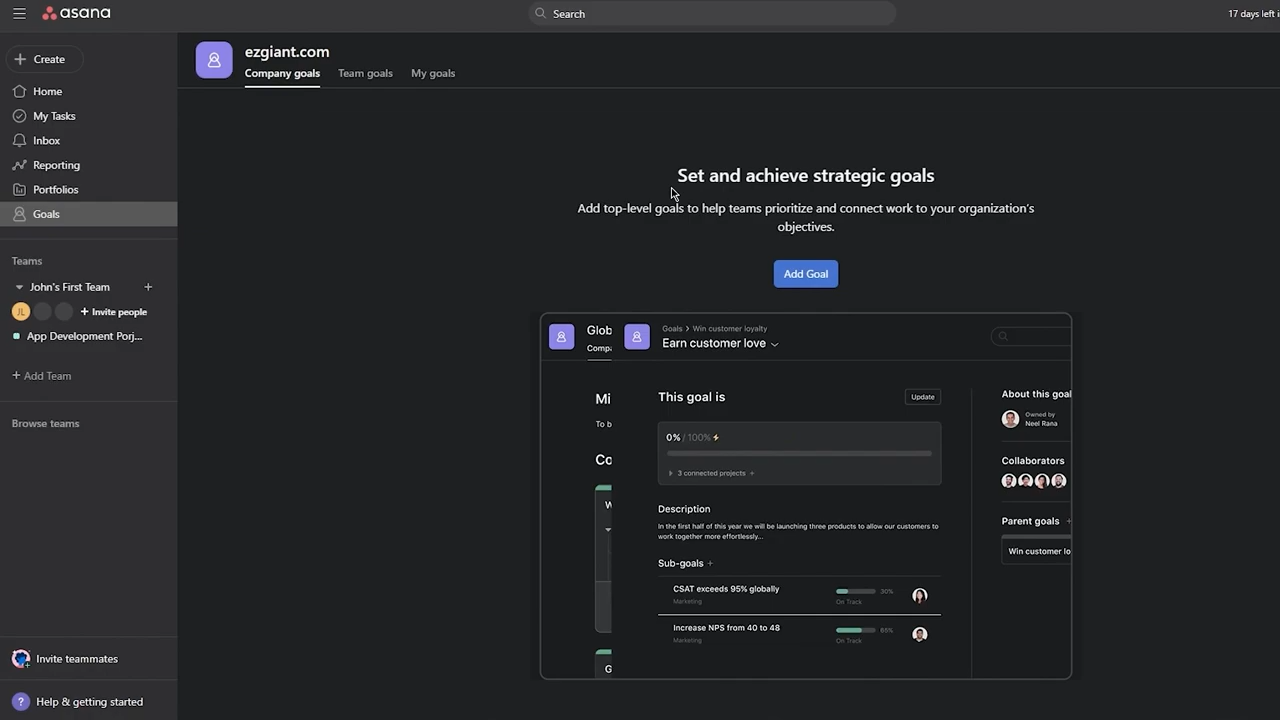 asana
Search
17 days left
Create
Home
My Tasks
Inbox
Reporting
Portfolios
Goals
Teams
John's First Team
JL
Invite people
App Development Porj...
+ Add Team
Browse teams
Invite teammates
? Help & getting started
ezgiant.com
Company goals Team goals My goals
Set and achieve strategic goals
Add top-level goals to help teams prioritize and connect work to your organization's
objectives.
Add Goal
Glob
Compa
Mi
To b
Co
W
G
Goals > Win customer loyalty
Earn customer love
This goal is
Update
0% / 100%
3 connected projects
Description
In the first half of this year we will be launching three products to allow our customers to
work together more effortlessly...
Sub-goals +
CSAT exceeds 95% globally 30%
Marketing On Track
Increase NPS from 40 to 48
Marketing On Track
About this goal
Owned by
Neel Rana
Collaborators
Parent goals +
Win customer lo